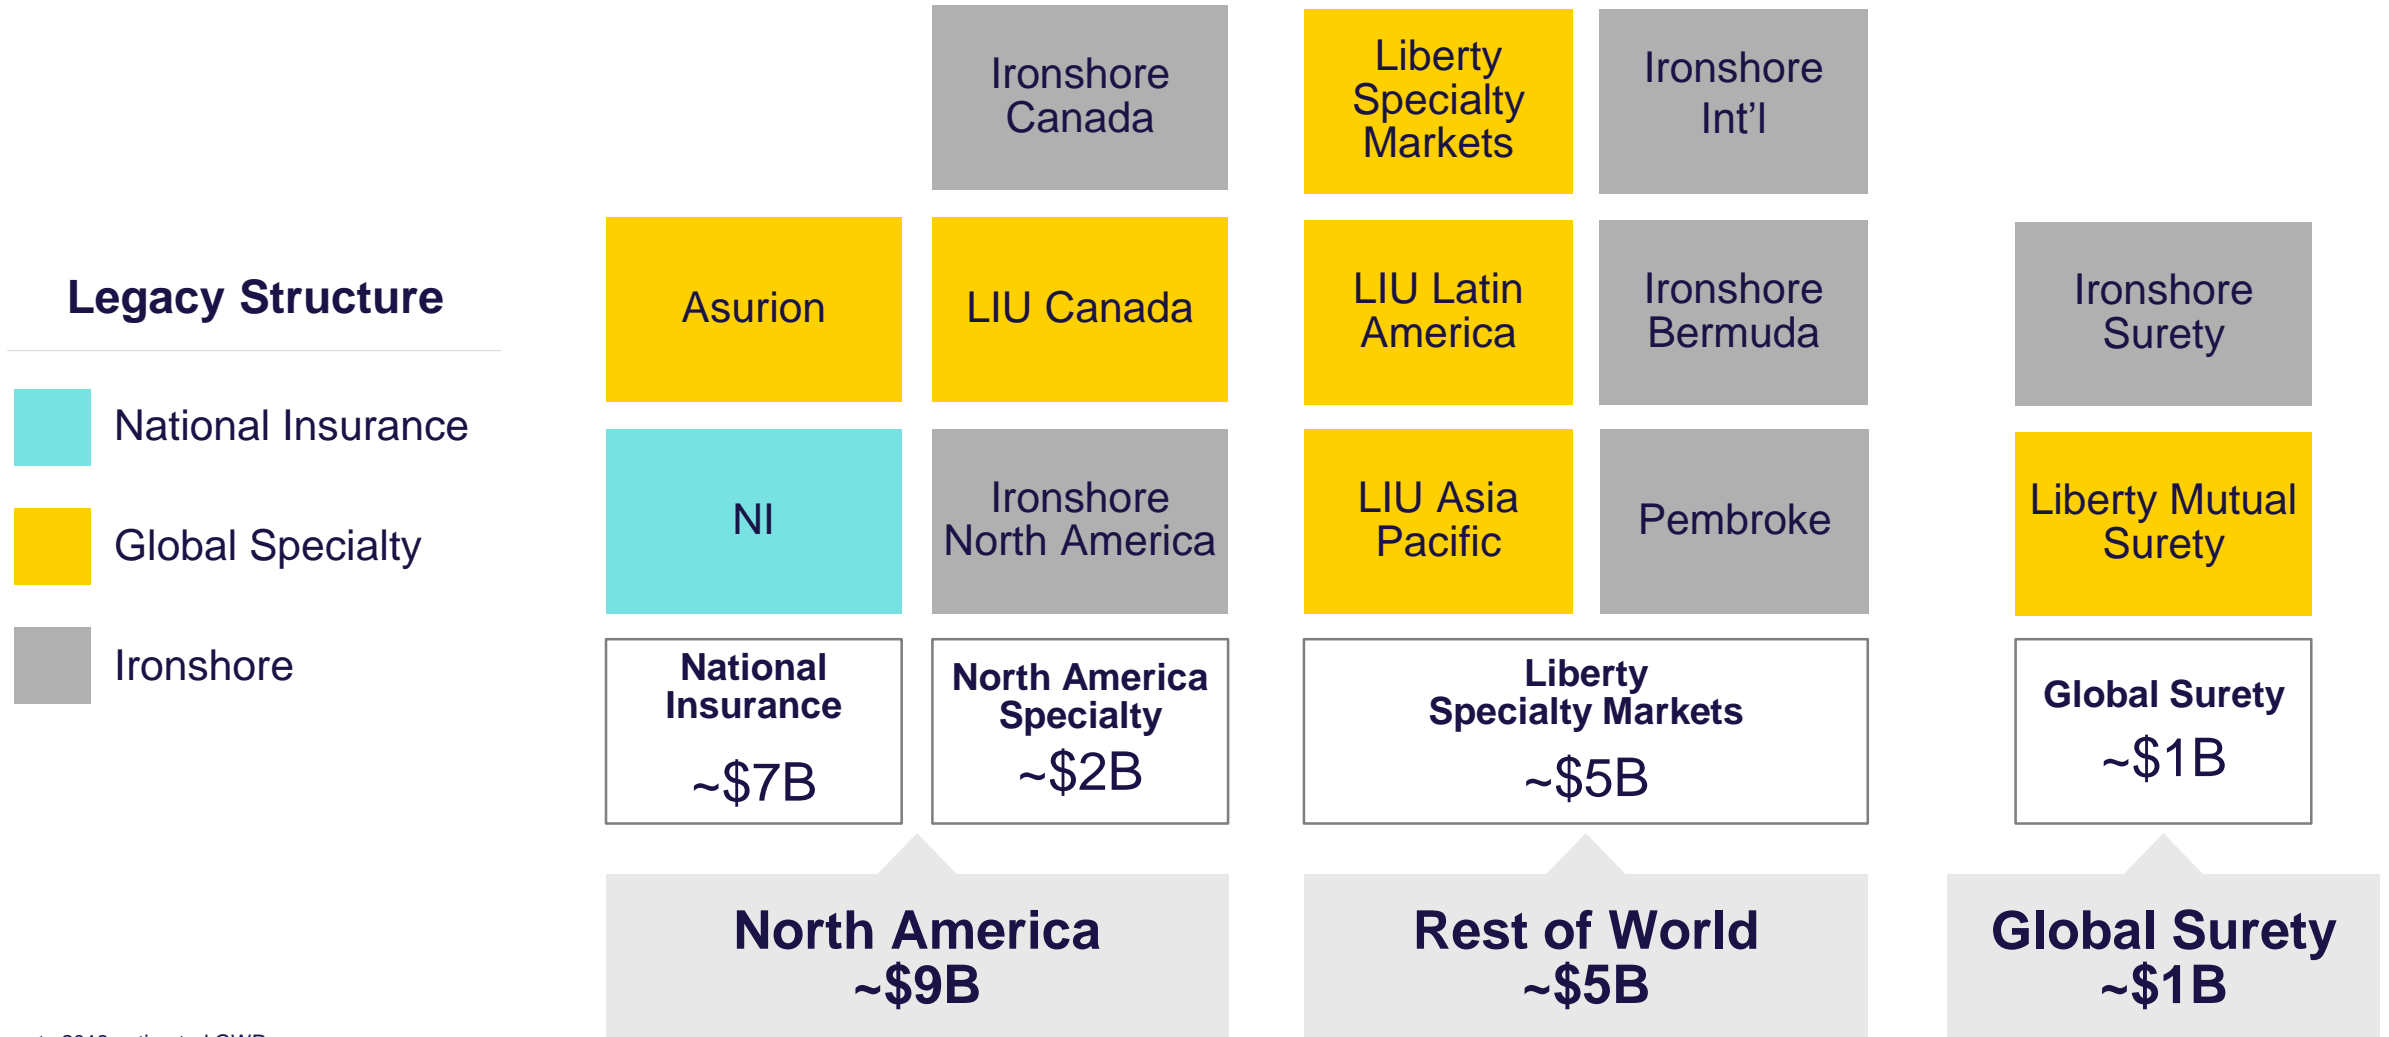 Legacy Structure
National Insurance
Global Specialty
Ironshore
Ironshore
Canada
Asurion
LIU Canada
NI
Ironshore
North America
National
Insurance
~$7B
North America
Specialty
~$2B
North America
~$9B
Liberty
Specialty
Markets
Ironshore
Int'l
LIU Latin
America
Ironshore
Bermuda
LIU Asia
Pacific
Pembroke
Liberty
Specialty Markets
~$5B
Rest of World
~$5B
Ironshore
Surety
Liberty Mutual
Surety
Global Surety
~$1B
Global Surety
~$1B